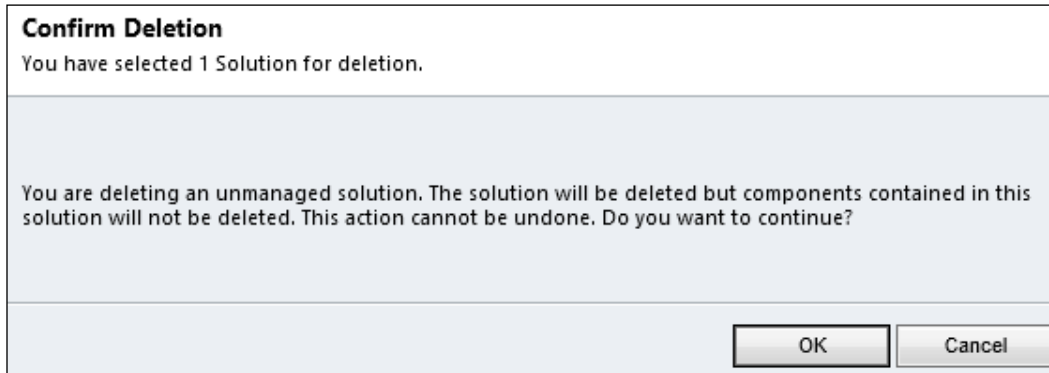 Confirm Deletion
You have selected 1 Solution for deletion.
You are deleting an unmanaged solution. The solution will be deleted but components contained in this
solution will not be deleted. This action cannot be undone. Do you want to continue?
OK
Cancel